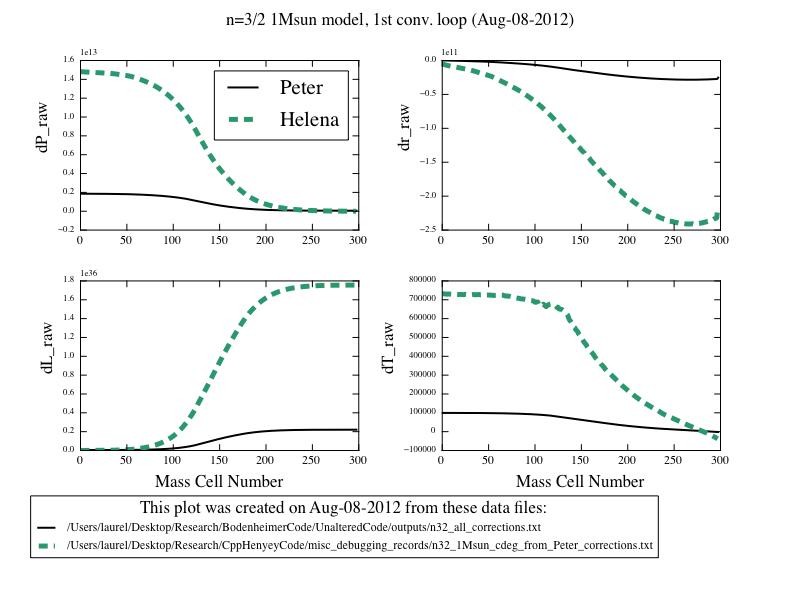 n=3/2 1Msun model, 1st conv. loop (Aug-08-2012)
1e13
1.6
1.4
1.2
1.0
0.8
0.6
0.4
0.2
0.0
−0.2
dP_raw
Peter
Helena
0 50 100 150 200 250 300
1e11
0.0
−0.5
−1.0
−1.5
−2.0
−2.5
dr_raw
0 50 100 150 200 250 300
1e36
1.8
1.6
1.4
1.2
1.0
0.8
0.6
0.4
0.2
0.0
dL_raw
0 50 100 150 200 250 300
Mass Cell Number
800000
700000
600000
500000
400000
300000
200000
100000
0
−100000
dT_raw
0 50 100 150 200 250 300
Mass Cell Number
This plot was created on Aug-08-2012 from these data files:
/Users/laurel/Desktop/Research/BodenheimerCode/UnalteredCode/outputs/n32_all_corrections.txt
/Users/laurel/Desktop/Research/CppHenyeyCode/misc_debugging_records/n32_1Msun_cdeg_from_Peter_corrections.txt